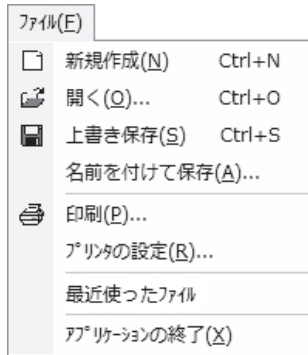 ﾌｧｲﾙ(F)
新規作成(N) Ctrl+N
開く(O)... Ctrl+O
上書き保存(S) Ctrl+S
名前を付けて保存(A)...
印刷(P)...
ﾌﾟﾘﾝﾀの設定(R)...
最近使ったﾌｧｲﾙ
ｱﾌﾟﾘｹｰｼｮﾝの終了(X)